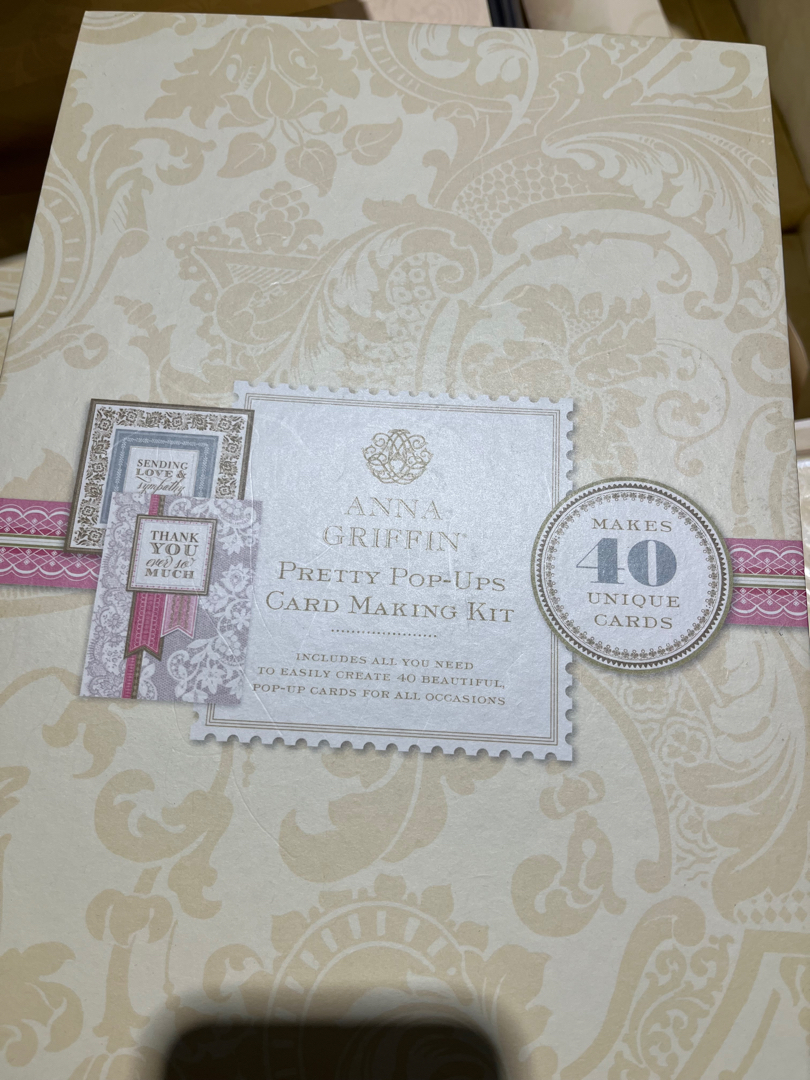 SENDING
LOVE &
sympathy
THANK
YOU
ever so
MUCH
ANNA
GRIFFIN®
PRETTY POP-UPS
CARD MAKING KIT
INCLUDES ALL YOU NEED
TO EASILY CREATE 40 BEAUTIFUL,
POP-UP CARDS FOR ALL OCCASIONS
MAKES
40
UNIQUE
CARDS